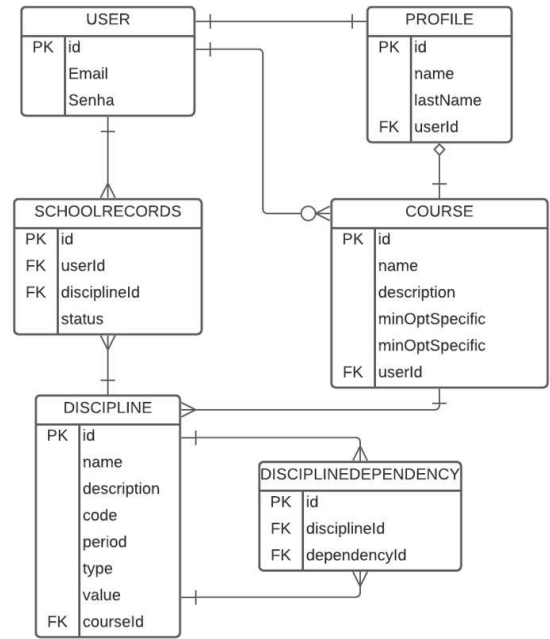 USER
PK id
Email
Senha
PROFILE
PK id
name
lastName
FK userId
SCHOOLRECORDS
PK id
FK userId
FK disciplineId
status
COURSE
PK id
name
description
minOptSpecific
minOptSpecific
FK userId
DISCIPLINE
PK id
name
description
code
period
type
value
FK courseId
DISCIPLINEDEPENDENCY
PK id
FK disciplineId
FK dependencyId